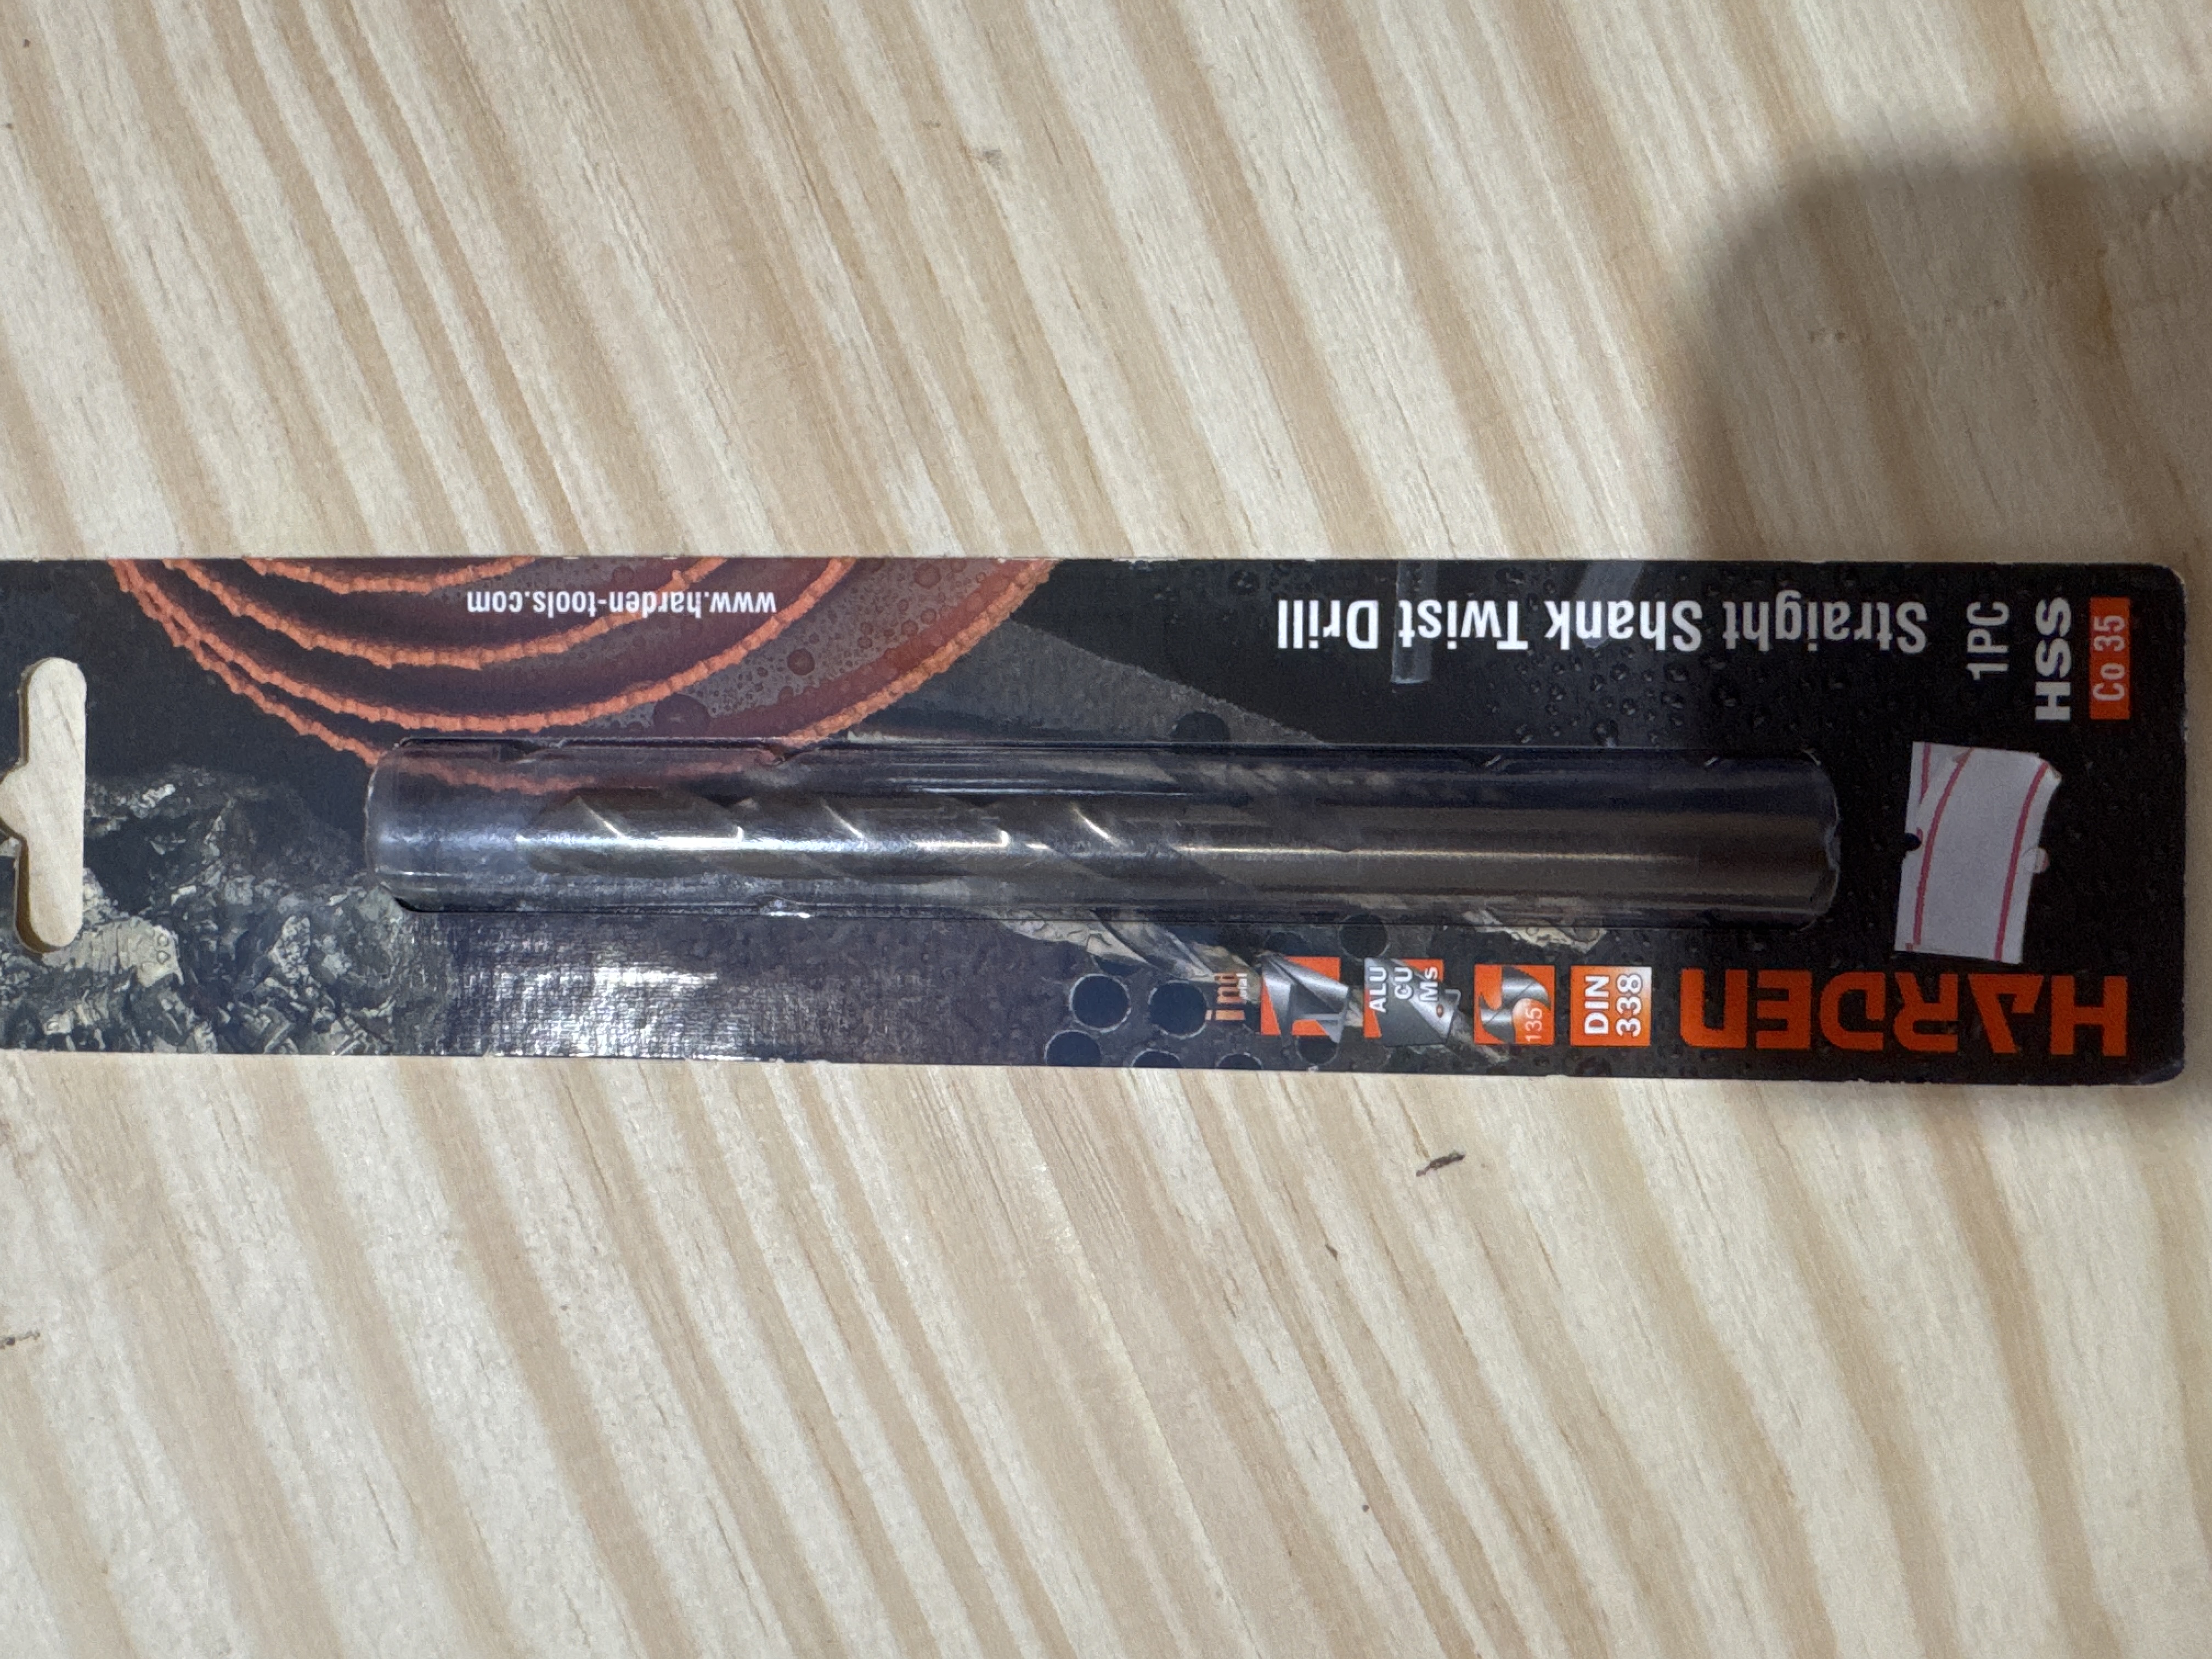 HARDEN
HSS
Co 35
1PC
Straight Shank Twist Drill
DIN
338
135°
ALU
CU
Ms
www.harden-tools.com